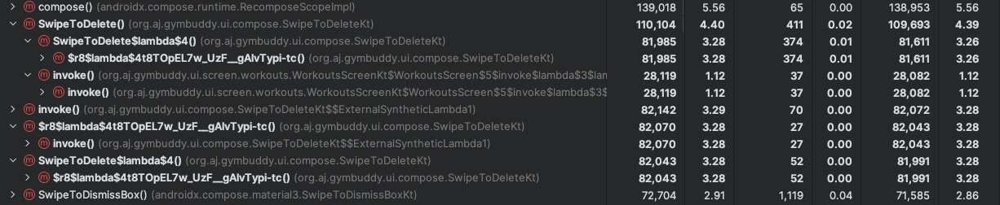 compose() (androidx.compose.runtime.RecomposeScopeImpl) 139,018 5.56 65 0.00 138,953 5.56
SwipeToDelete() (org.aj.gymbuddy.ui.compose.SwipeToDeleteKt) 110,104 4.40 411 0.02 109,693 4.39
SwipeToDelete$lambda$4() (org.aj.gymbuddy.ui.compose.SwipeToDeleteKt) 81,985 3.28 374 0.01 81,611 3.26
$r8$lambda$4t8TOpEL7w_UzF__gAlvTypi-tc() (org.aj.gymbuddy.ui.compose.SwipeToDeleteKt) 81,985 3.28 374 0.01 81,611 3.26
invoke() (org.aj.gymbuddy.ui.screen.workouts.WorkoutsScreenKt$WorkoutsScreen$5$invoke$lambda$3$lan 28,119 1.12 37 0.00 28,082 1.12
invoke() (org.aj.gymbuddy.ui.screen.workouts.WorkoutsScreenKt$WorkoutsScreen$5$invoke$lambda$3$ 28,119 1.12 37 0.00 28,082 1.12
invoke() (org.aj.gymbuddy.ui.compose.SwipeToDeleteKt$$ExternalSyntheticLambda1) 82,142 3.29 70 0.00 82,072 3.28
$r8$lambda$4t8TOpEL7w_UzF__gAlvTypi-tc() (org.aj.gymbuddy.ui.compose.SwipeToDeleteKt) 82,070 3.28 27 0.00 82,043 3.28
invoke() (org.aj.gymbuddy.ui.compose.SwipeToDeleteKt$$ExternalSyntheticLambda1) 82,070 3.28 27 0.00 82,043 3.28
SwipeToDelete$lambda$4() (org.aj.gymbuddy.ui.compose.SwipeToDeleteKt) 82,043 3.28 52 0.00 81,991 3.28
$r8$lambda$4t8TOpEL7w_UzF__gAlvTypi-tc() (org.aj.gymbuddy.ui.compose.SwipeToDeleteKt) 82,043 3.28 52 0.00 81,991 3.28
SwipeToDismissBox() (androidx.compose.material3.SwipeToDismissBoxKt) 72,704 2.91 1,119 0.04 71,585 2.86